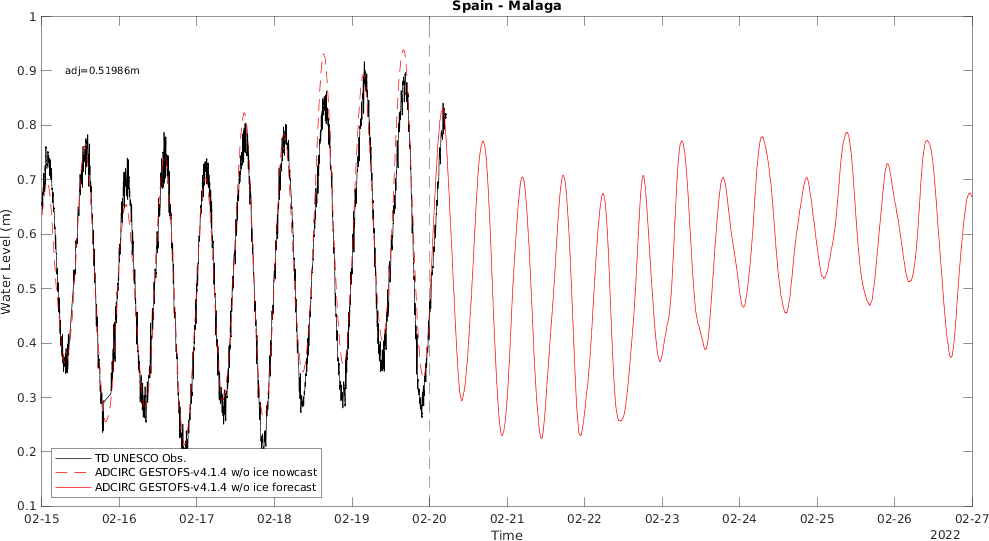 Spain - Malaga
Water Level (m)
1
0.9
0.8
0.7
0.6
0.5
0.4
0.3
0.2
0.1
adj=0.51986m
TD UNESCO Obs.
ADCIRC GESTOFS-v4.1.4 w/o ice nowcast
ADCIRC GESTOFS-v4.1.4 w/o ice forecast
02-15 02-16 02-17 02-18 02-19 02-20 02-21 02-22 02-23 02-24 02-25 02-26 02-27
Time
2022